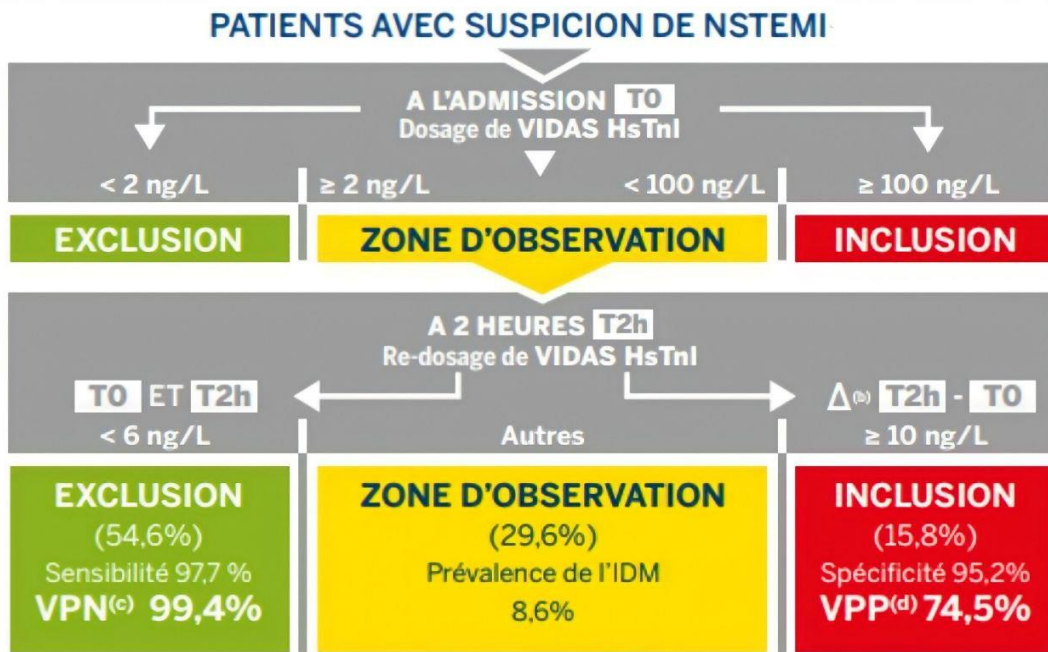 PATIENTS AVEC SUSPICION DE NSTEMI
A L'ADMISSION T0
Dosage de VIDAS HsTnI
< 2 ng/L
≥ 2 ng/L
< 100 ng/L
≥ 100 ng/L
EXCLUSION
ZONE D'OBSERVATION
INCLUSION
A 2 HEURES T2h
Re-dosage de VIDAS HsTnI
T0 ET T2h
Δ(b) T2h - T0
< 6 ng/L
Autres
≥ 10 ng/L
EXCLUSION
(54,6%)
Sensibilité 97,7 %
VPN(c) 99,4%
ZONE D'OBSERVATION
(29,6%)
Prévalence de l'IDM
8,6%
INCLUSION
(15,8%)
Spécificité 95,2%
VPP(d) 74,5%